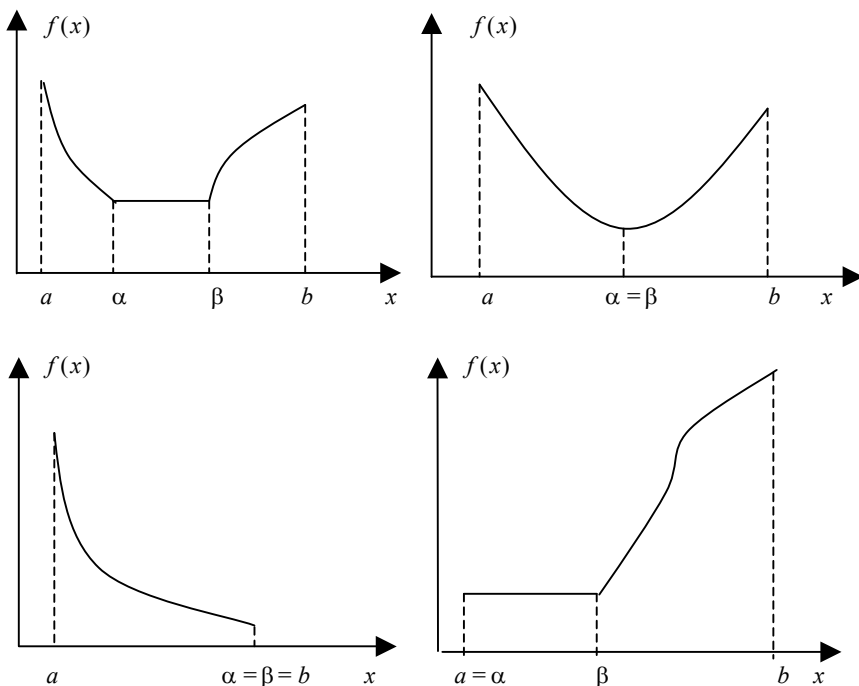 f(x)
f(x)
a α β b x
a α = β b x
f(x)
f(x)
a α = β = b x
a = α β b x